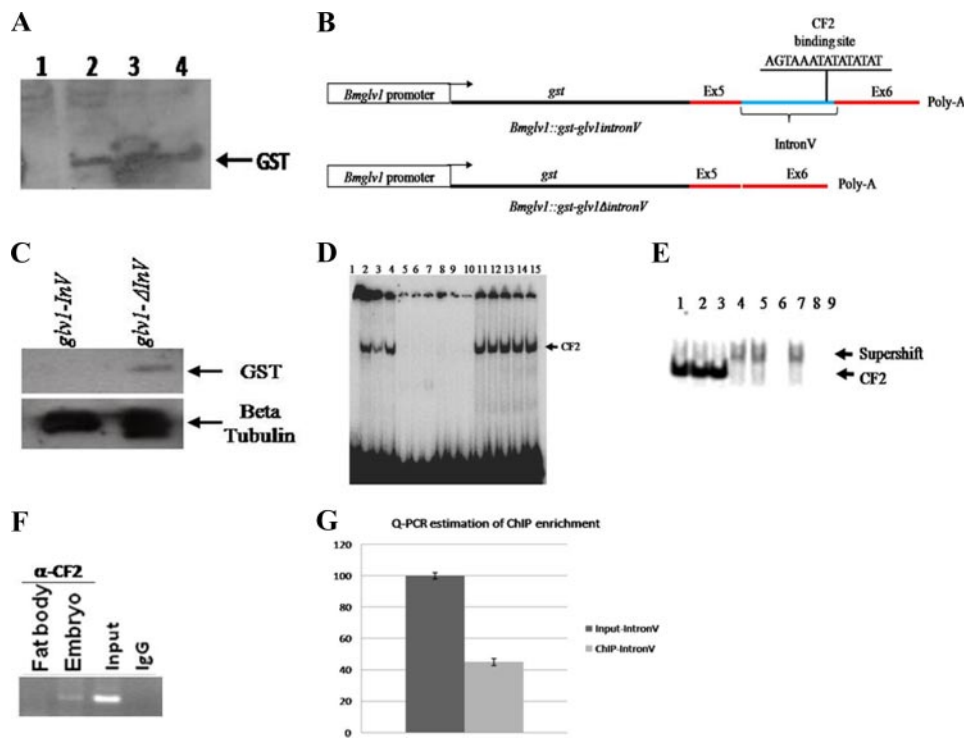 A
1 2 3 4
GST
B
CF2
binding site
AGTAAATATATATAT
Bmglv1 promoter
gst
Ex5
Ex6
Poly-A
Bmglv1::gst-glv1intronV
IntronV
Bmglv1 promoter
gst
Ex5
Ex6
Poly-A
Bmglv1::gst-glv1ΔintronV
C
glv1-InV
glv1-ΔInV
GST
Beta
Tubulin
D
1 2 3 4 5 6 7 8 9 10 11 12 13 14 15
CF2
E
1 2 3 4 5 6 7 8 9
Supershift
CF2
F
α-CF2
Fat body
Embryo
Input
IgG
G
Q-PCR estimation of ChIP enrichment
120
100
80
60
40
20
0
Input-IntronV
ChIP-IntronV